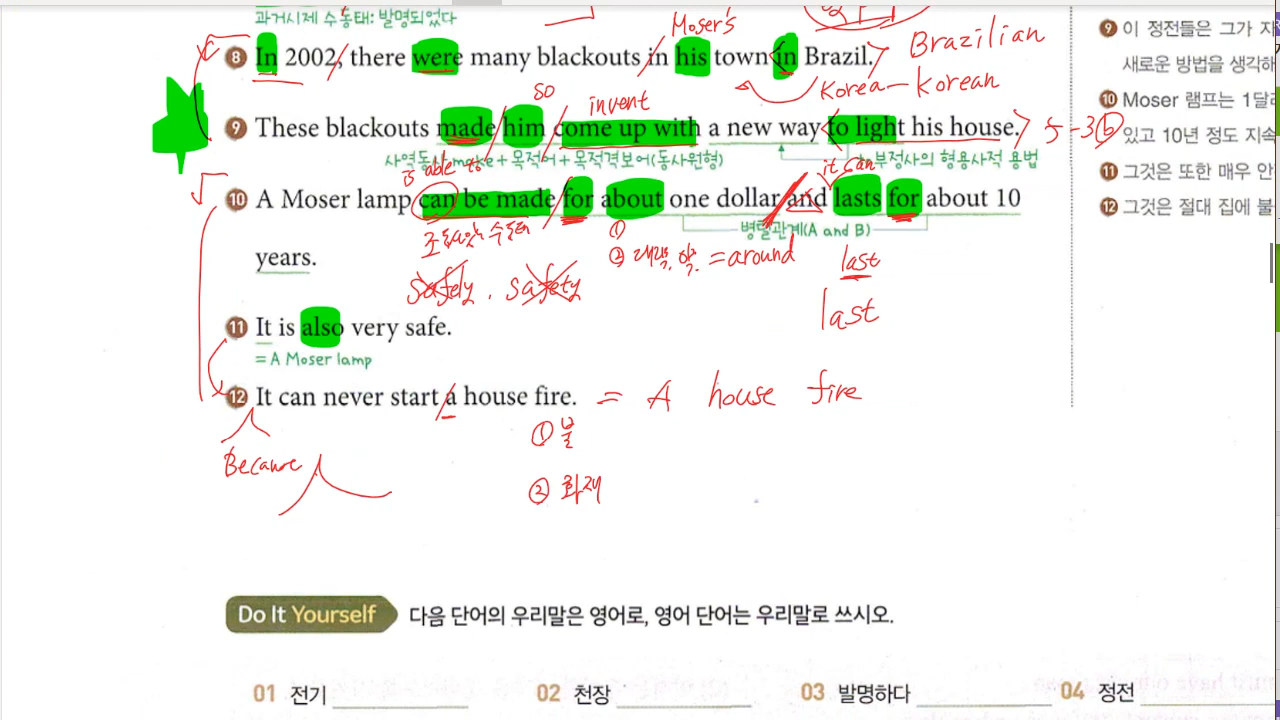 과거시제 수동태: 발명되었다
Moser's
8 In 2002, there were many blackouts in his town in Brazil. Brazilian
Korea - Korean
so
invent
9 These blackouts made him come up with a new way to light his house. 5-3 b
사역동사 make + 목적어 + 목적격보어(동사원형)
to부정사의 형용사적 용법
able to
it can
10 A Moser lamp can be made for about one dollar and lasts for about 10
병렬관계(A and B)
조동사 수동태
①
② 대략, 약 = around
last
years.
safely. safety
last
11 It is also very safe.
= A Moser lamp
12 It can never start a house fire. = A house fire
① 불
Because
② 화재
9 이 정전들은 그가 자
새로운 방법을 생각해
10 Moser 램프는 1달러
있고 10년 정도 지속
11 그것은 또한 매우 안
12 그것은 절대 집에 불
Do It Yourself 다음 단어의 우리말은 영어로, 영어 단어는 우리말로 쓰시오.
01 전기 02 천장 03 발명하다 04 정전